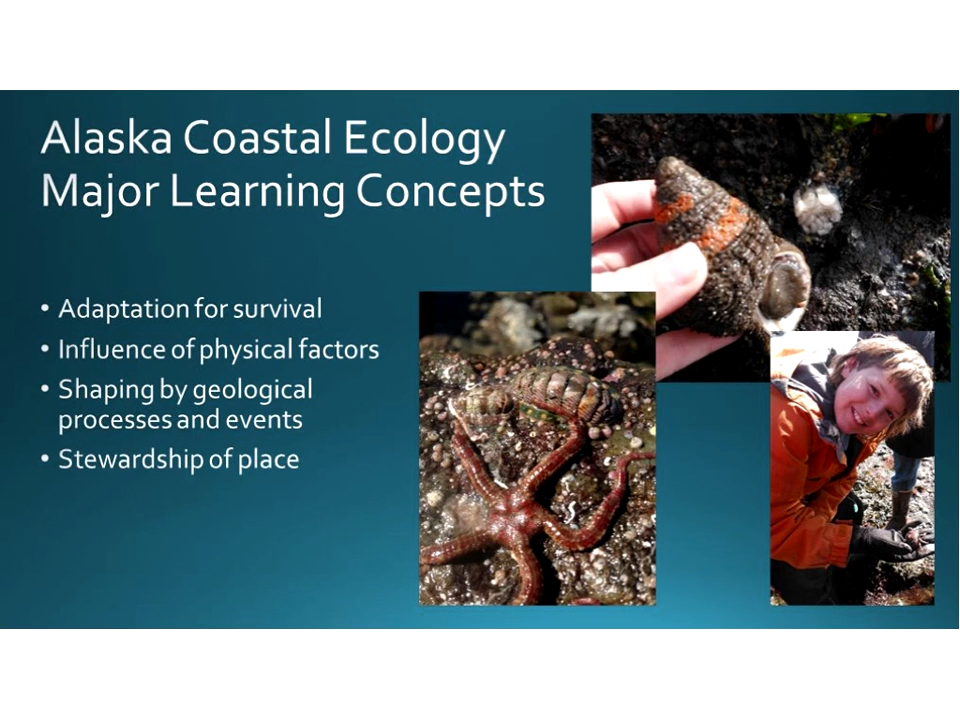 Alaska Coastal Ecology
Major Learning Concepts
• Adaptation for survival
• Influence of physical factors
• Shaping by geological
processes and events
• Stewardship of place